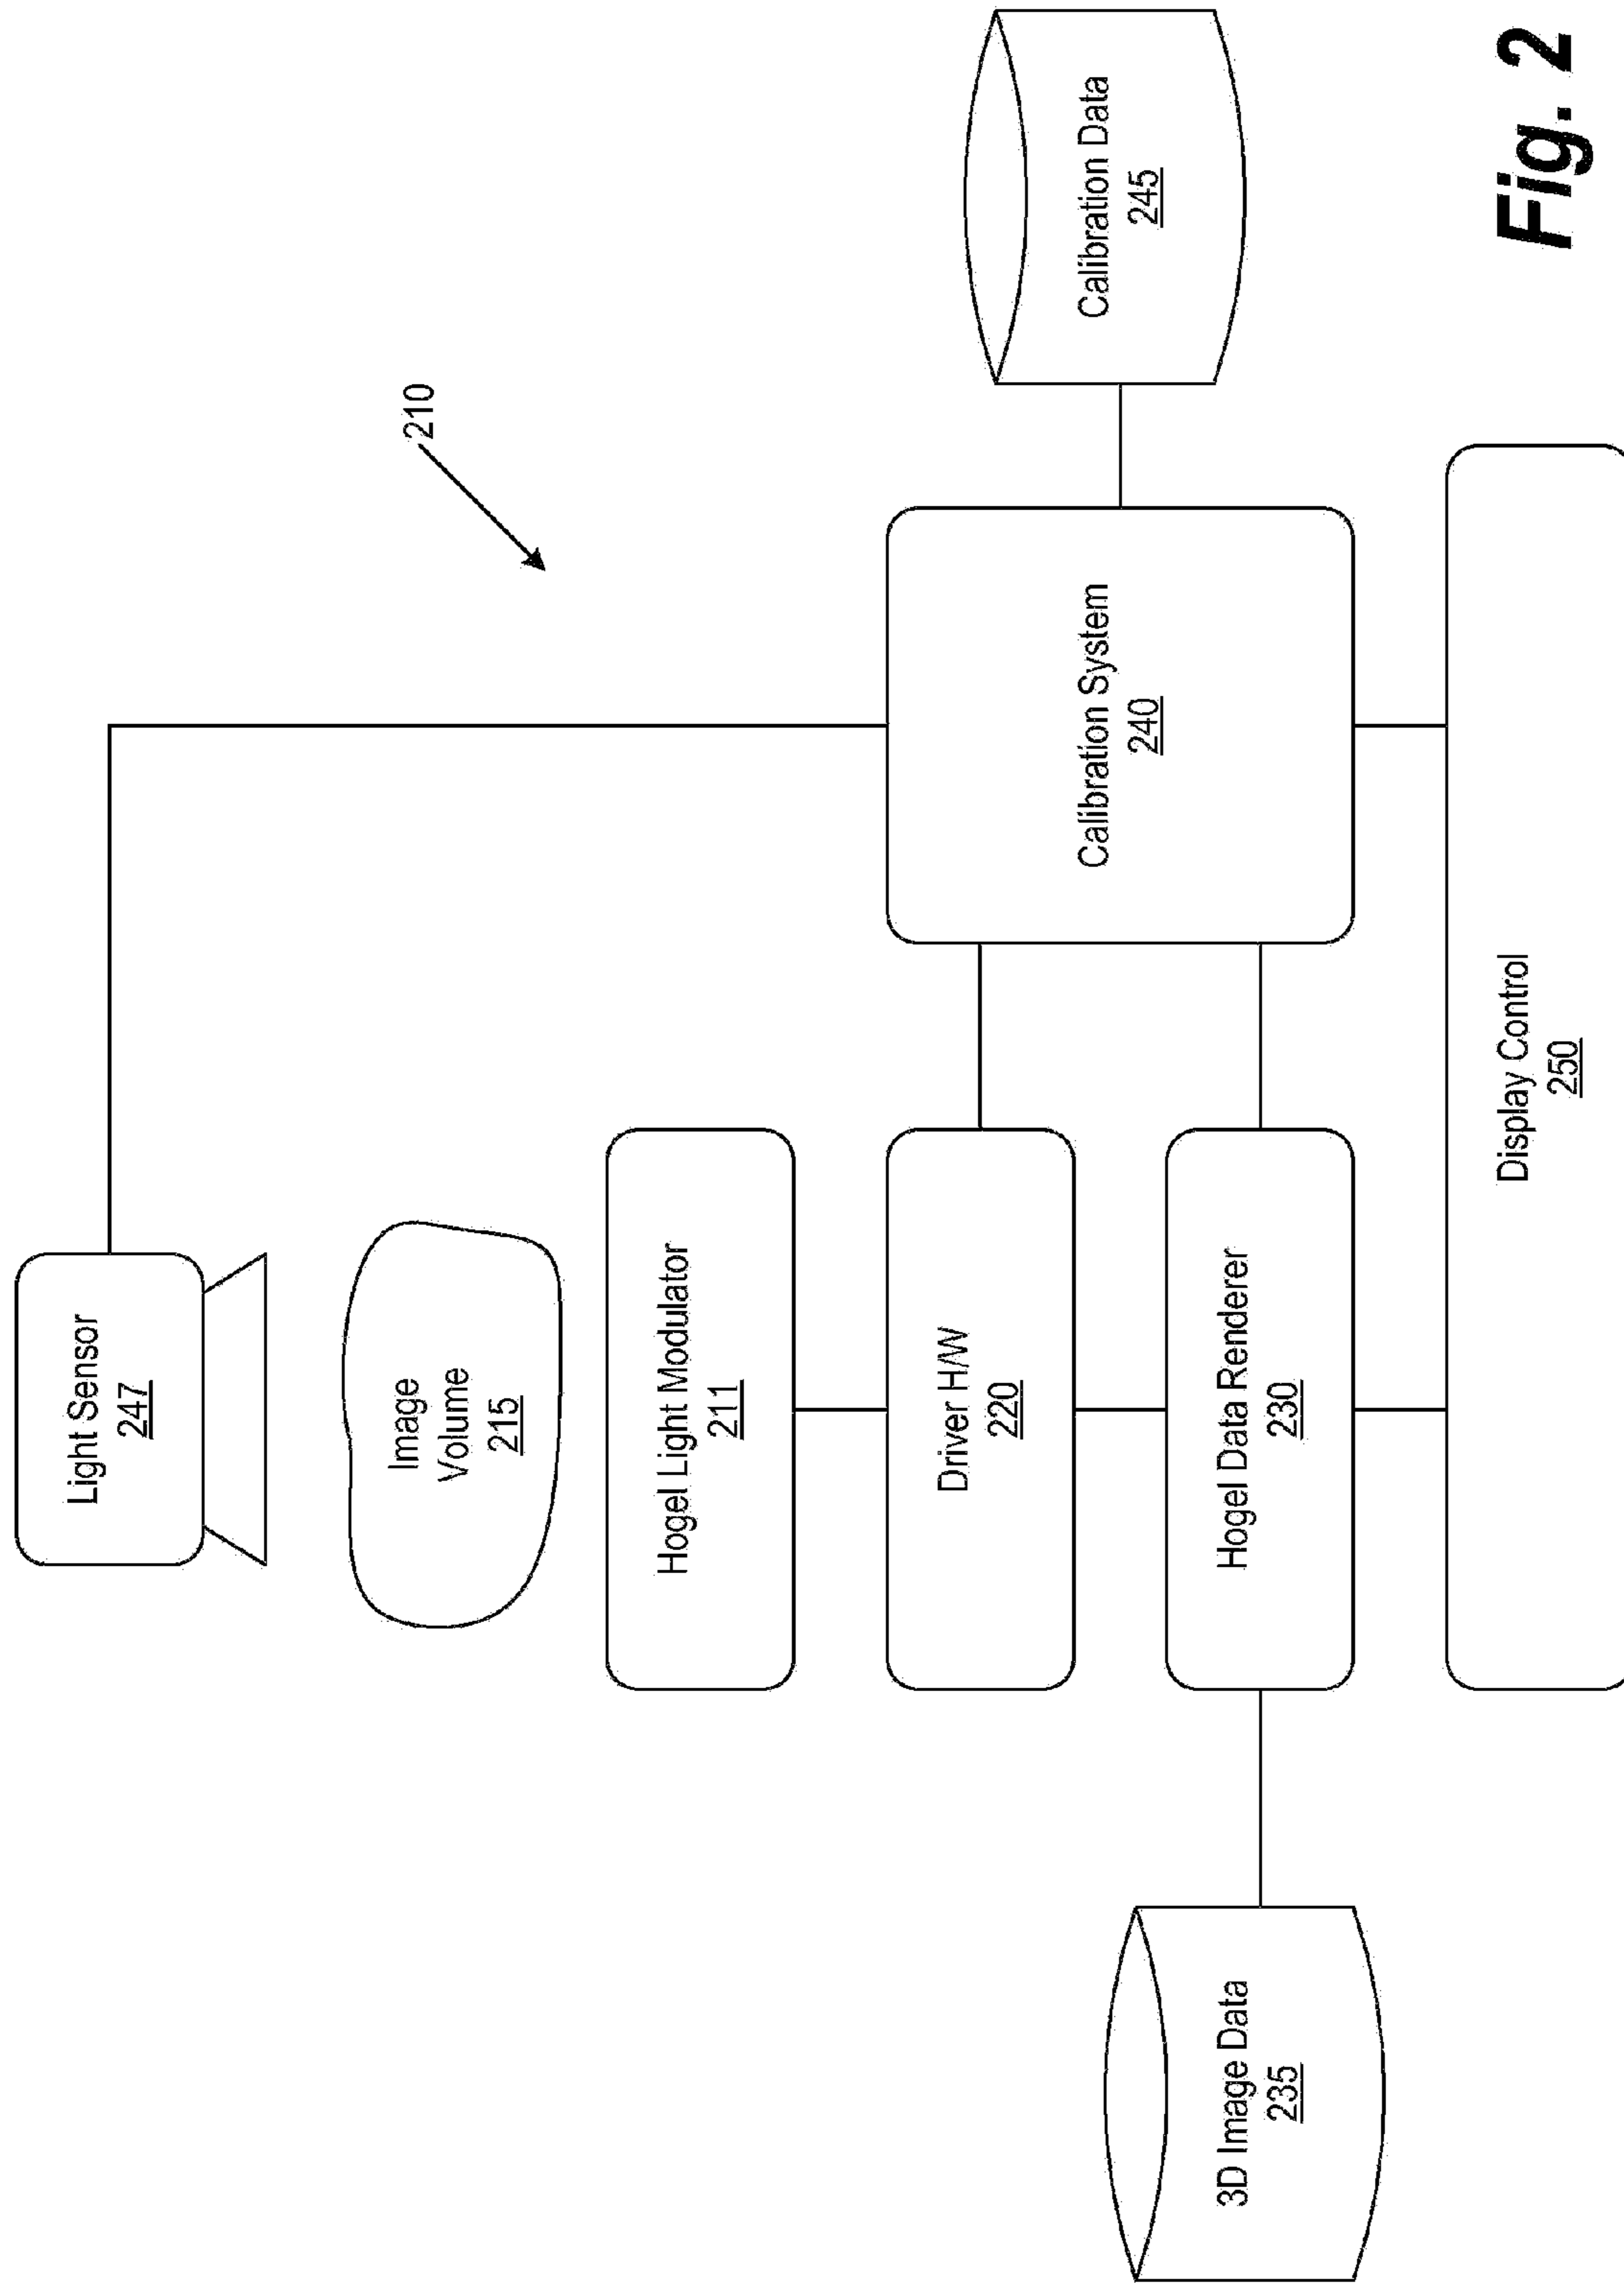 210
Light Sensor
247
Image
Volume
215
Hogel Light Modulator
211
Driver H/W
220
Calibration System
240
Calibration Data
245
3D Image Data
235
Hogel Data Renderer
230
Display Control
250
Fig. 2